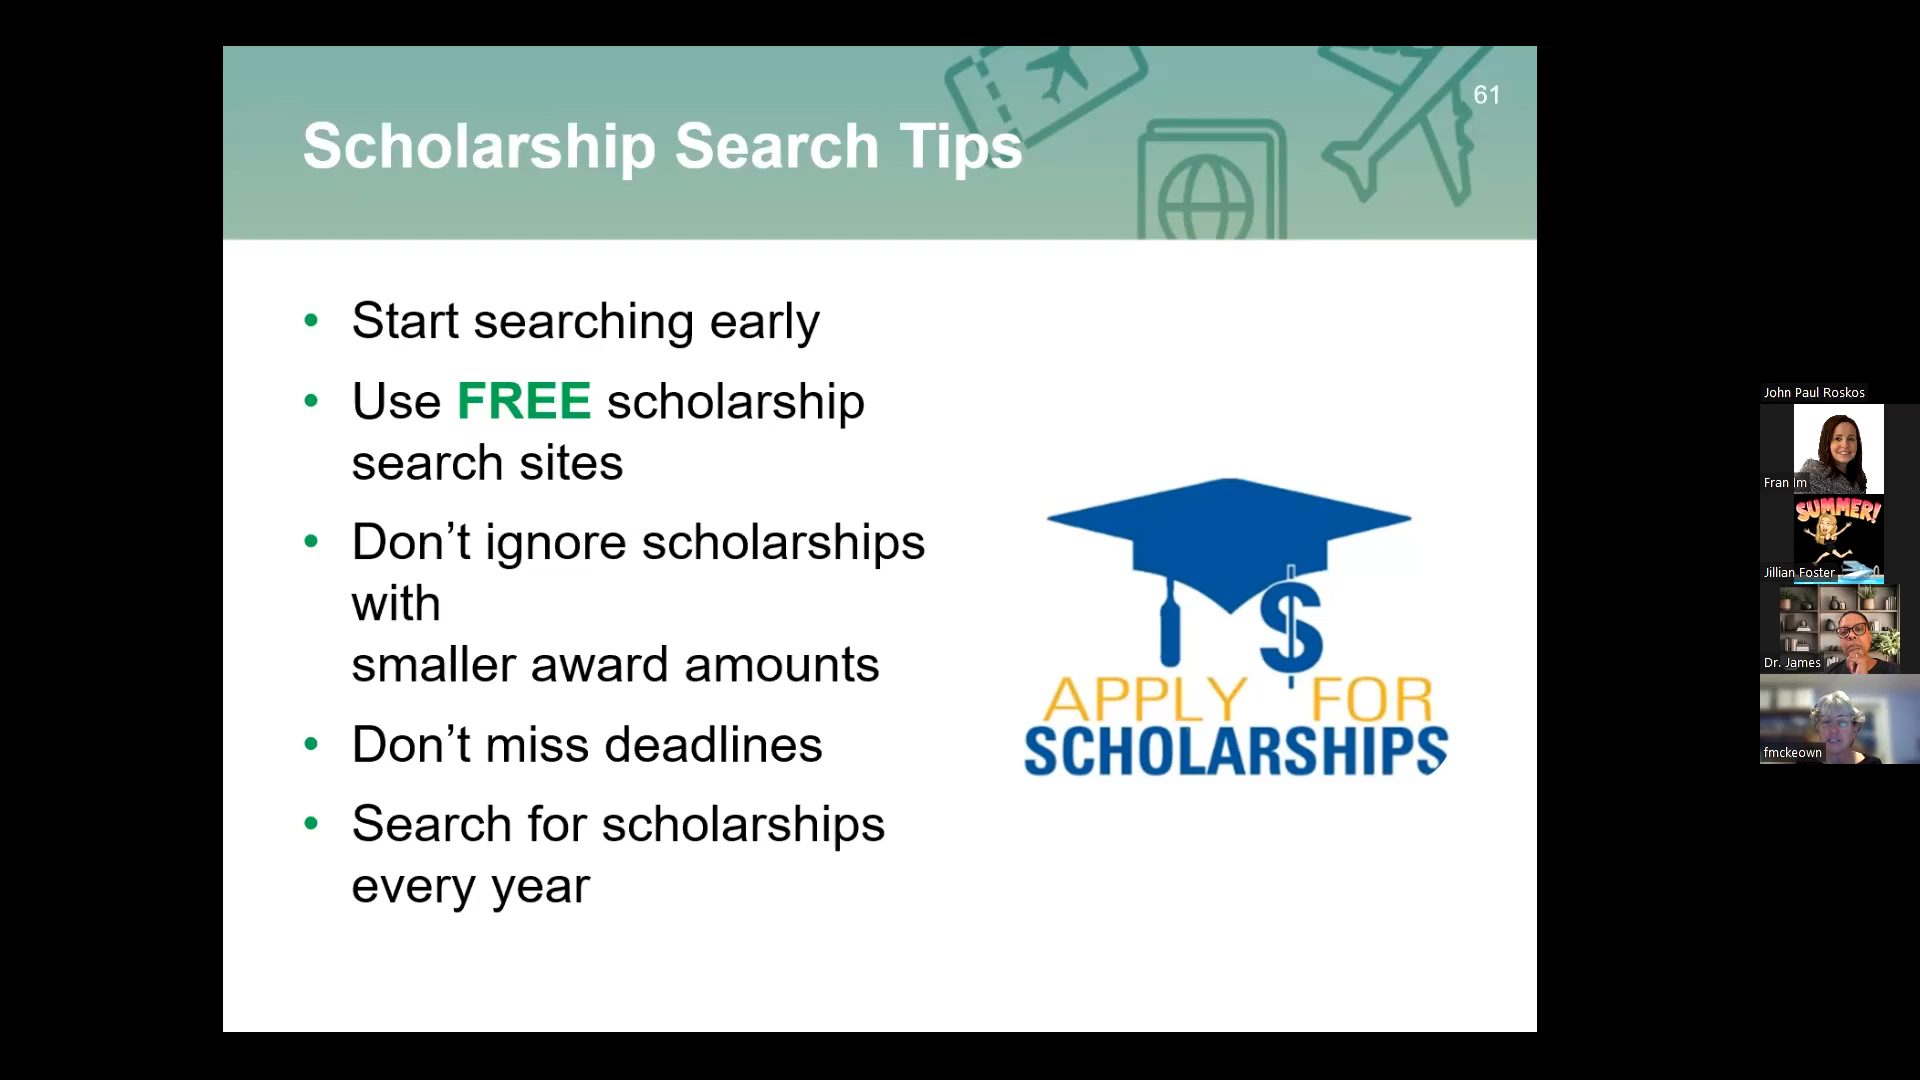 61
Scholarship Search Tips
• Start searching early
• Use FREE scholarship
search sites
• Don’t ignore scholarships
with
smaller award amounts
• Don’t miss deadlines
• Search for scholarships
every year
$
APPLY FOR
SCHOLARSHIPS
John Paul Roskos
Fran Im
SUMMER!
Jillian Foster
Dr. James
fmckeown